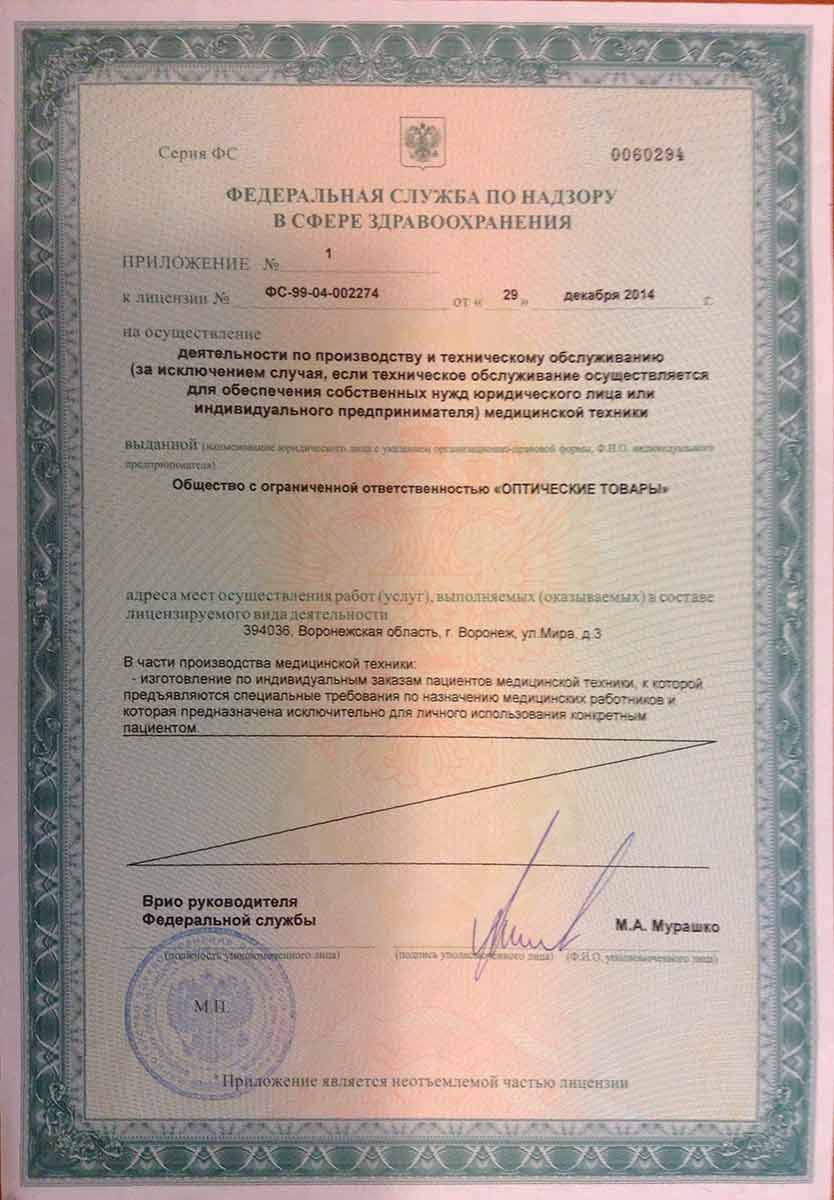 Серия ФС
0060294
ФЕДЕРАЛЬНАЯ СЛУЖБА ПО НАДЗОРУ
В СФЕРЕ ЗДРАВООХРАНЕНИЯ
ПРИЛОЖЕНИЕ № 1
к лицензии № ФС-99-04-002274 от « 29 » декабря 2014 г.
на осуществление
деятельности по производству и техническому обслуживанию
(за исключением случая, если техническое обслуживание осуществляется
для обеспечения собственных нужд юридического лица или
индивидуального предпринимателя) медицинской техники
выданной (наименование юридического лица с указанием организационно-правовой формы, Ф.И.О. индивидуального
предпринимателя)
Общество с ограниченной ответственностью «ОПТИЧЕСКИЕ ТОВАРЫ»
адреса мест осуществления работ (услуг), выполняемых (оказываемых) в составе
лицензируемого вида деятельности
394036, Воронежская область, г. Воронеж, ул.Мира, д.3
В части производства медицинской техники:
- изготовление по индивидуальным заказам пациентов медицинской техники, к которой
предъявляются специальные требования по назначению медицинских работников и
которая предназначена исключительно для личного использования конкретным
пациентом
Врио руководителя
Федеральной службы
М.А. Мурашко
(должность уполномоченного лица) (подпись уполномоченного лица) (Ф.И.О. уполномоченного лица)
М.П.
*Приложение является неотъемлемой частью лицензии